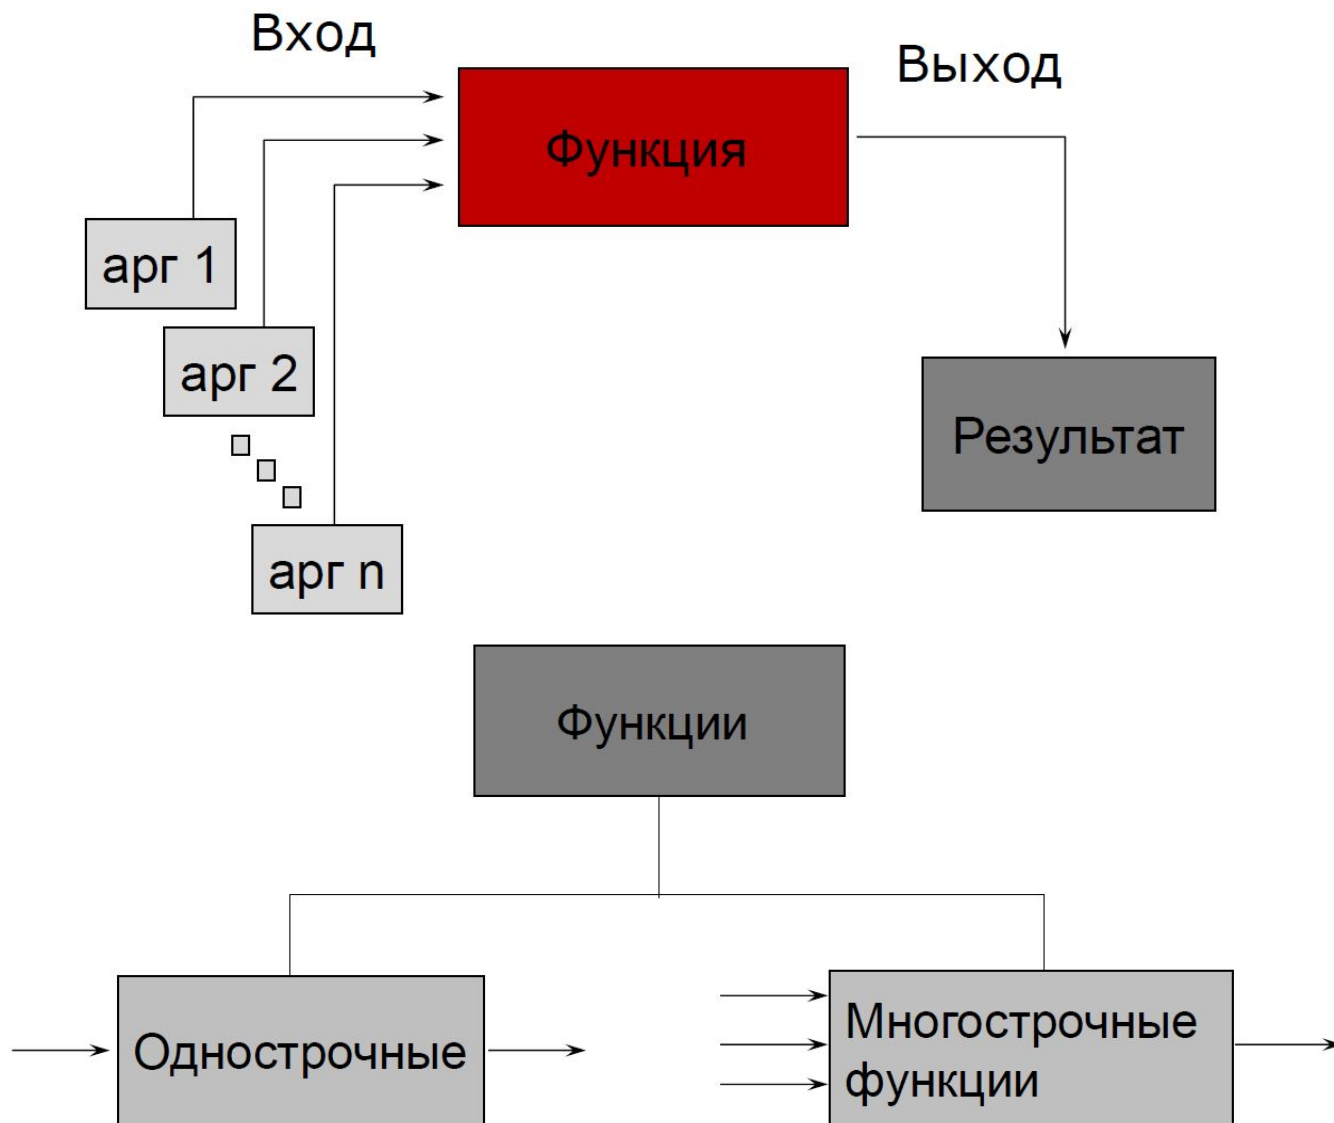 Вход
Выход
Функция
арг 1
арг 2
Результат
арг n
Функции
Однострочные
Многострочные
функции